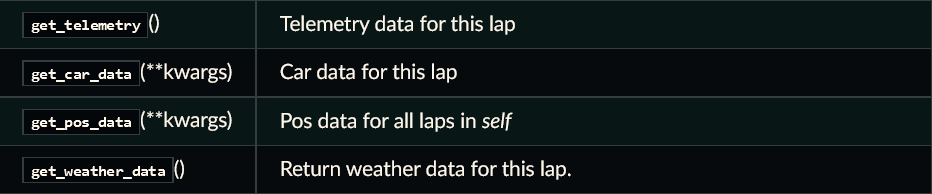 get_telemetry() Telemetry data for this lap
get_car_data(**kwargs) Car data for this lap
get_pos_data(**kwargs) Pos data for all laps in self
get_weather_data() Return weather data for this lap.